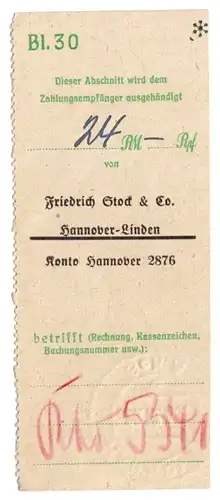 Bl.30
Dieser Abschnitt wird dem
Zahlungsempfänger ausgehändigt
24 RM — Rpf
von
Friedrich Stock & Co.
Hannover-Linden
Konto Hannover 2876
betrifft (Rechnung, Kassenzeichen,
Buchungsnummer usw.):